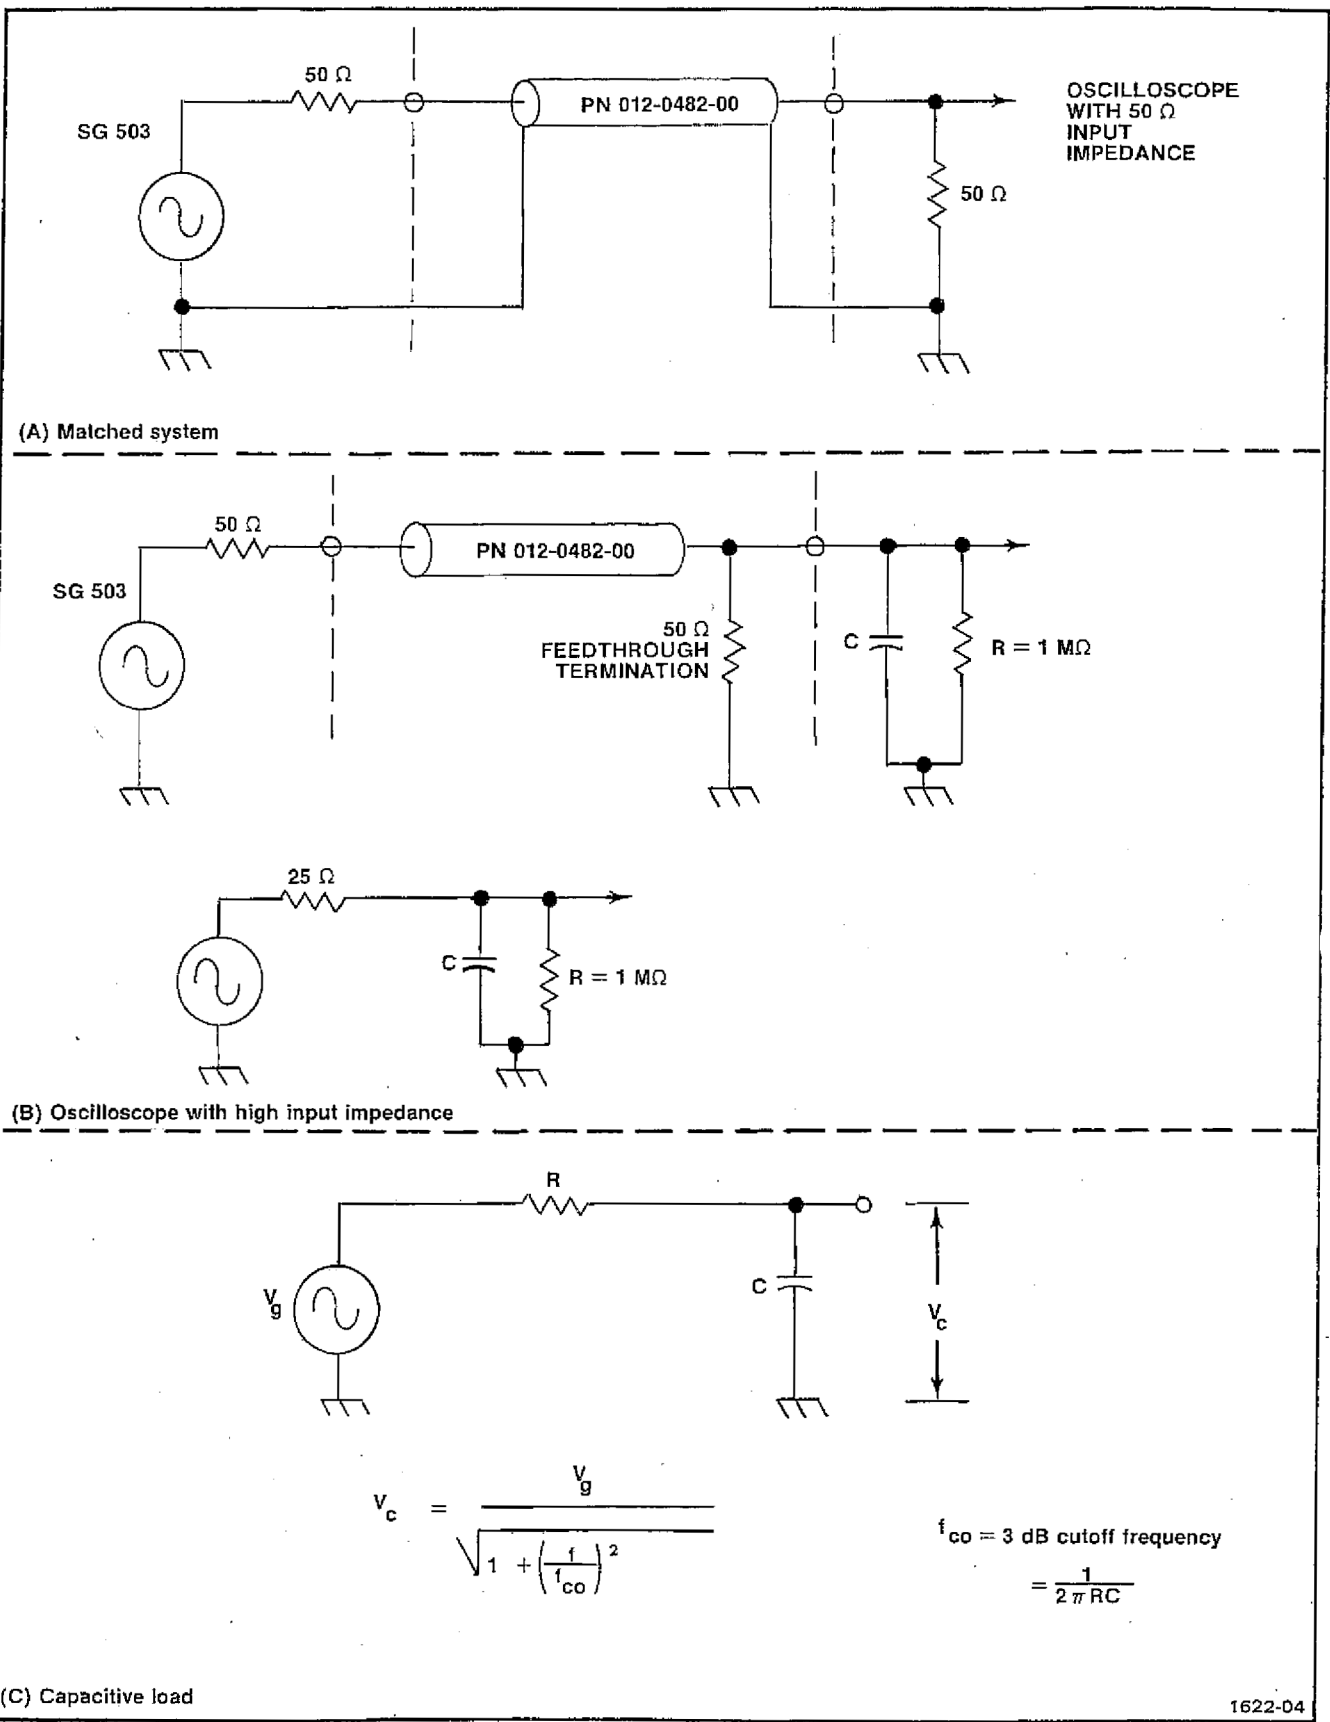 50 Ω
SG 503
PN 012-0482-00
OSCILLOSCOPE
WITH 50 Ω
INPUT
IMPEDANCE
50 Ω
(A) Matched system
50 Ω
SG 503
PN 012-0482-00
50 Ω
FEEDTHROUGH
TERMINATION
C
R = 1 MΩ
25 Ω
C
R = 1 MΩ
(B) Oscilloscope with high input impedance
R
Vg
C
Vc
Vc = Vg / √(1 + (f/fco)²)
fco = 3 dB cutoff frequency
= 1 / 2 π RC
(C) Capacitive load
1622-04